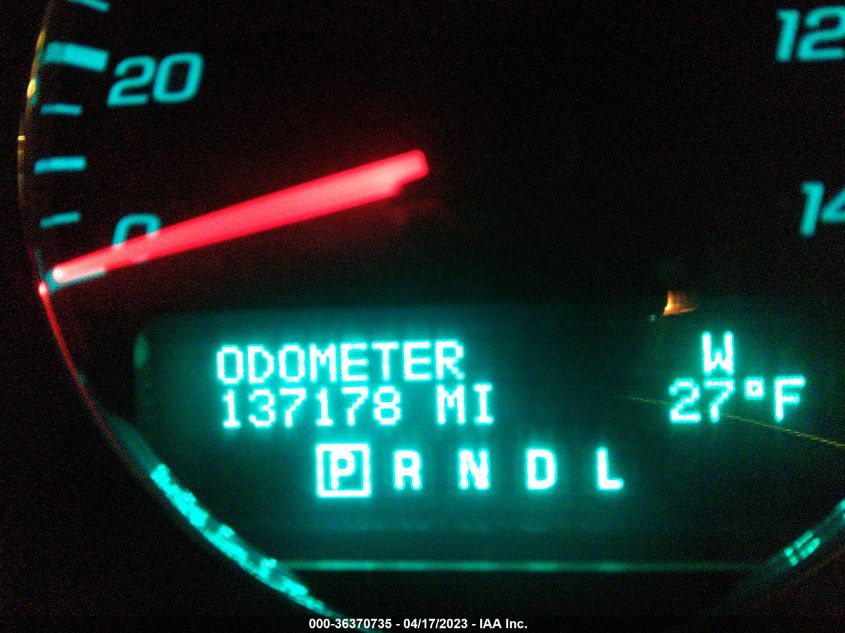 20
12
0
14
ODOMETER
137178 MI
W
27°F
P R N D L
000-36370735 - 04/17/2023 - IAA Inc.